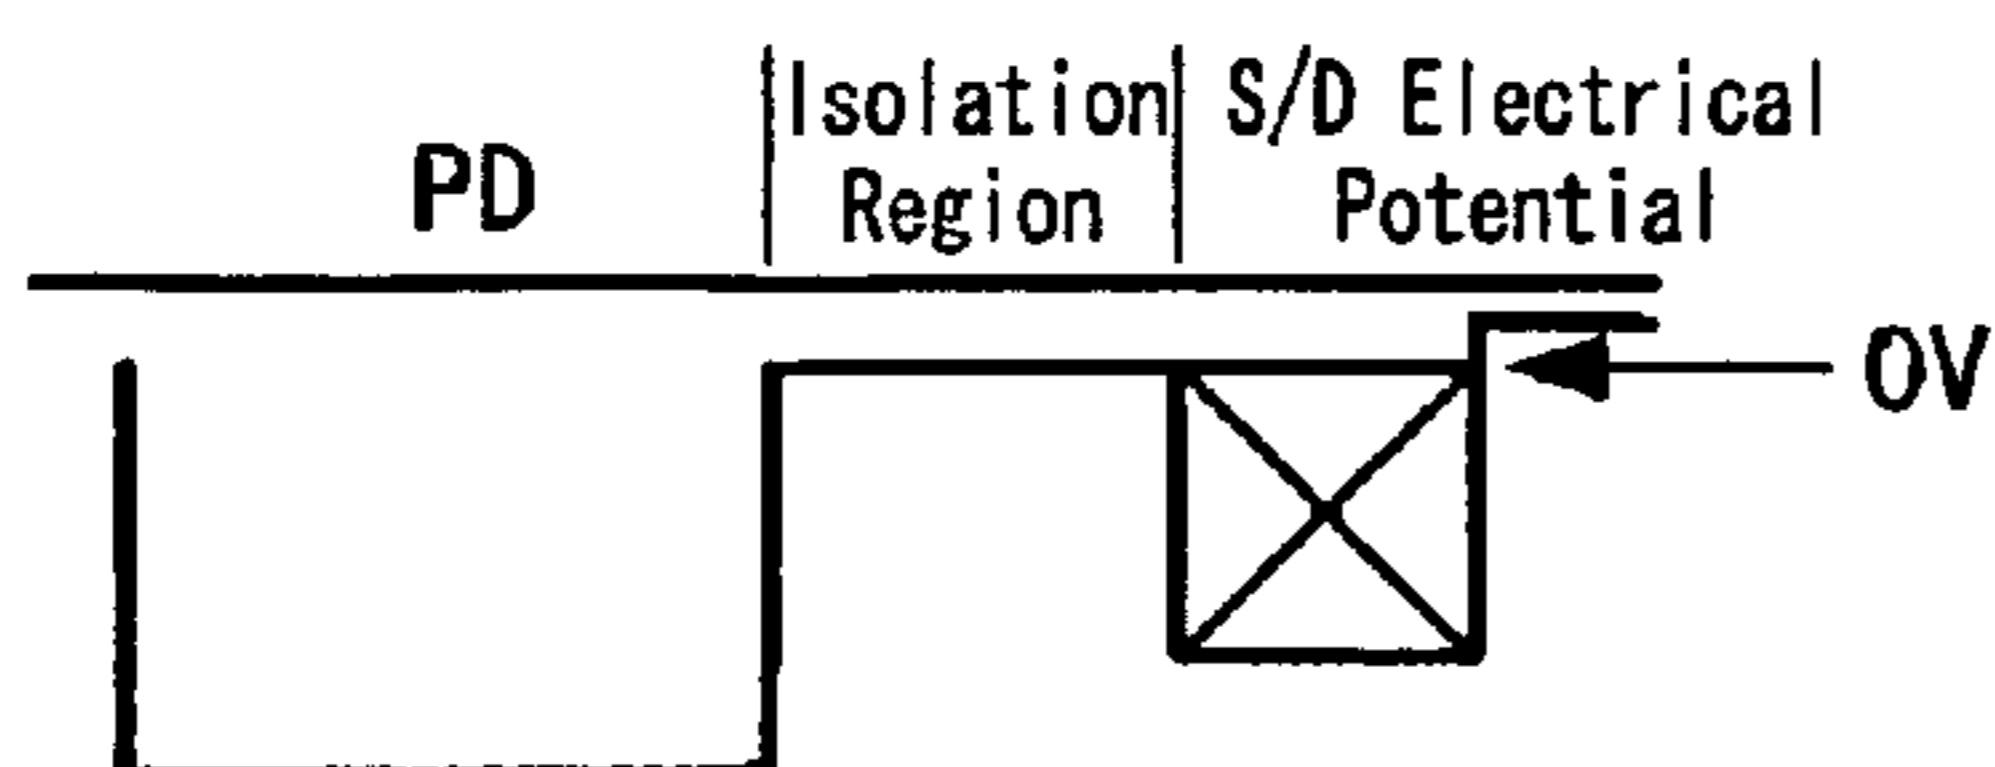 PD
Isolation
Region
S/D Electrical
Potential
0V